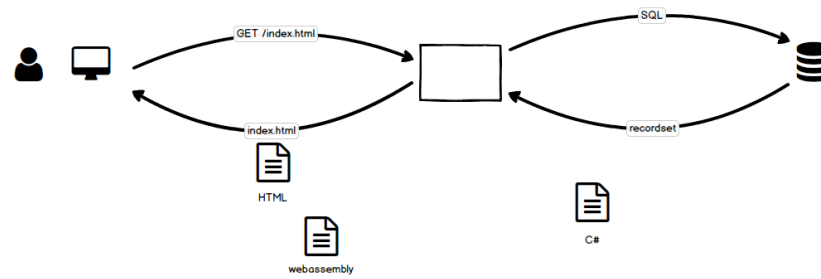 GET /index.html
SQL
index.html
recordset
HTML
C#
webassembly